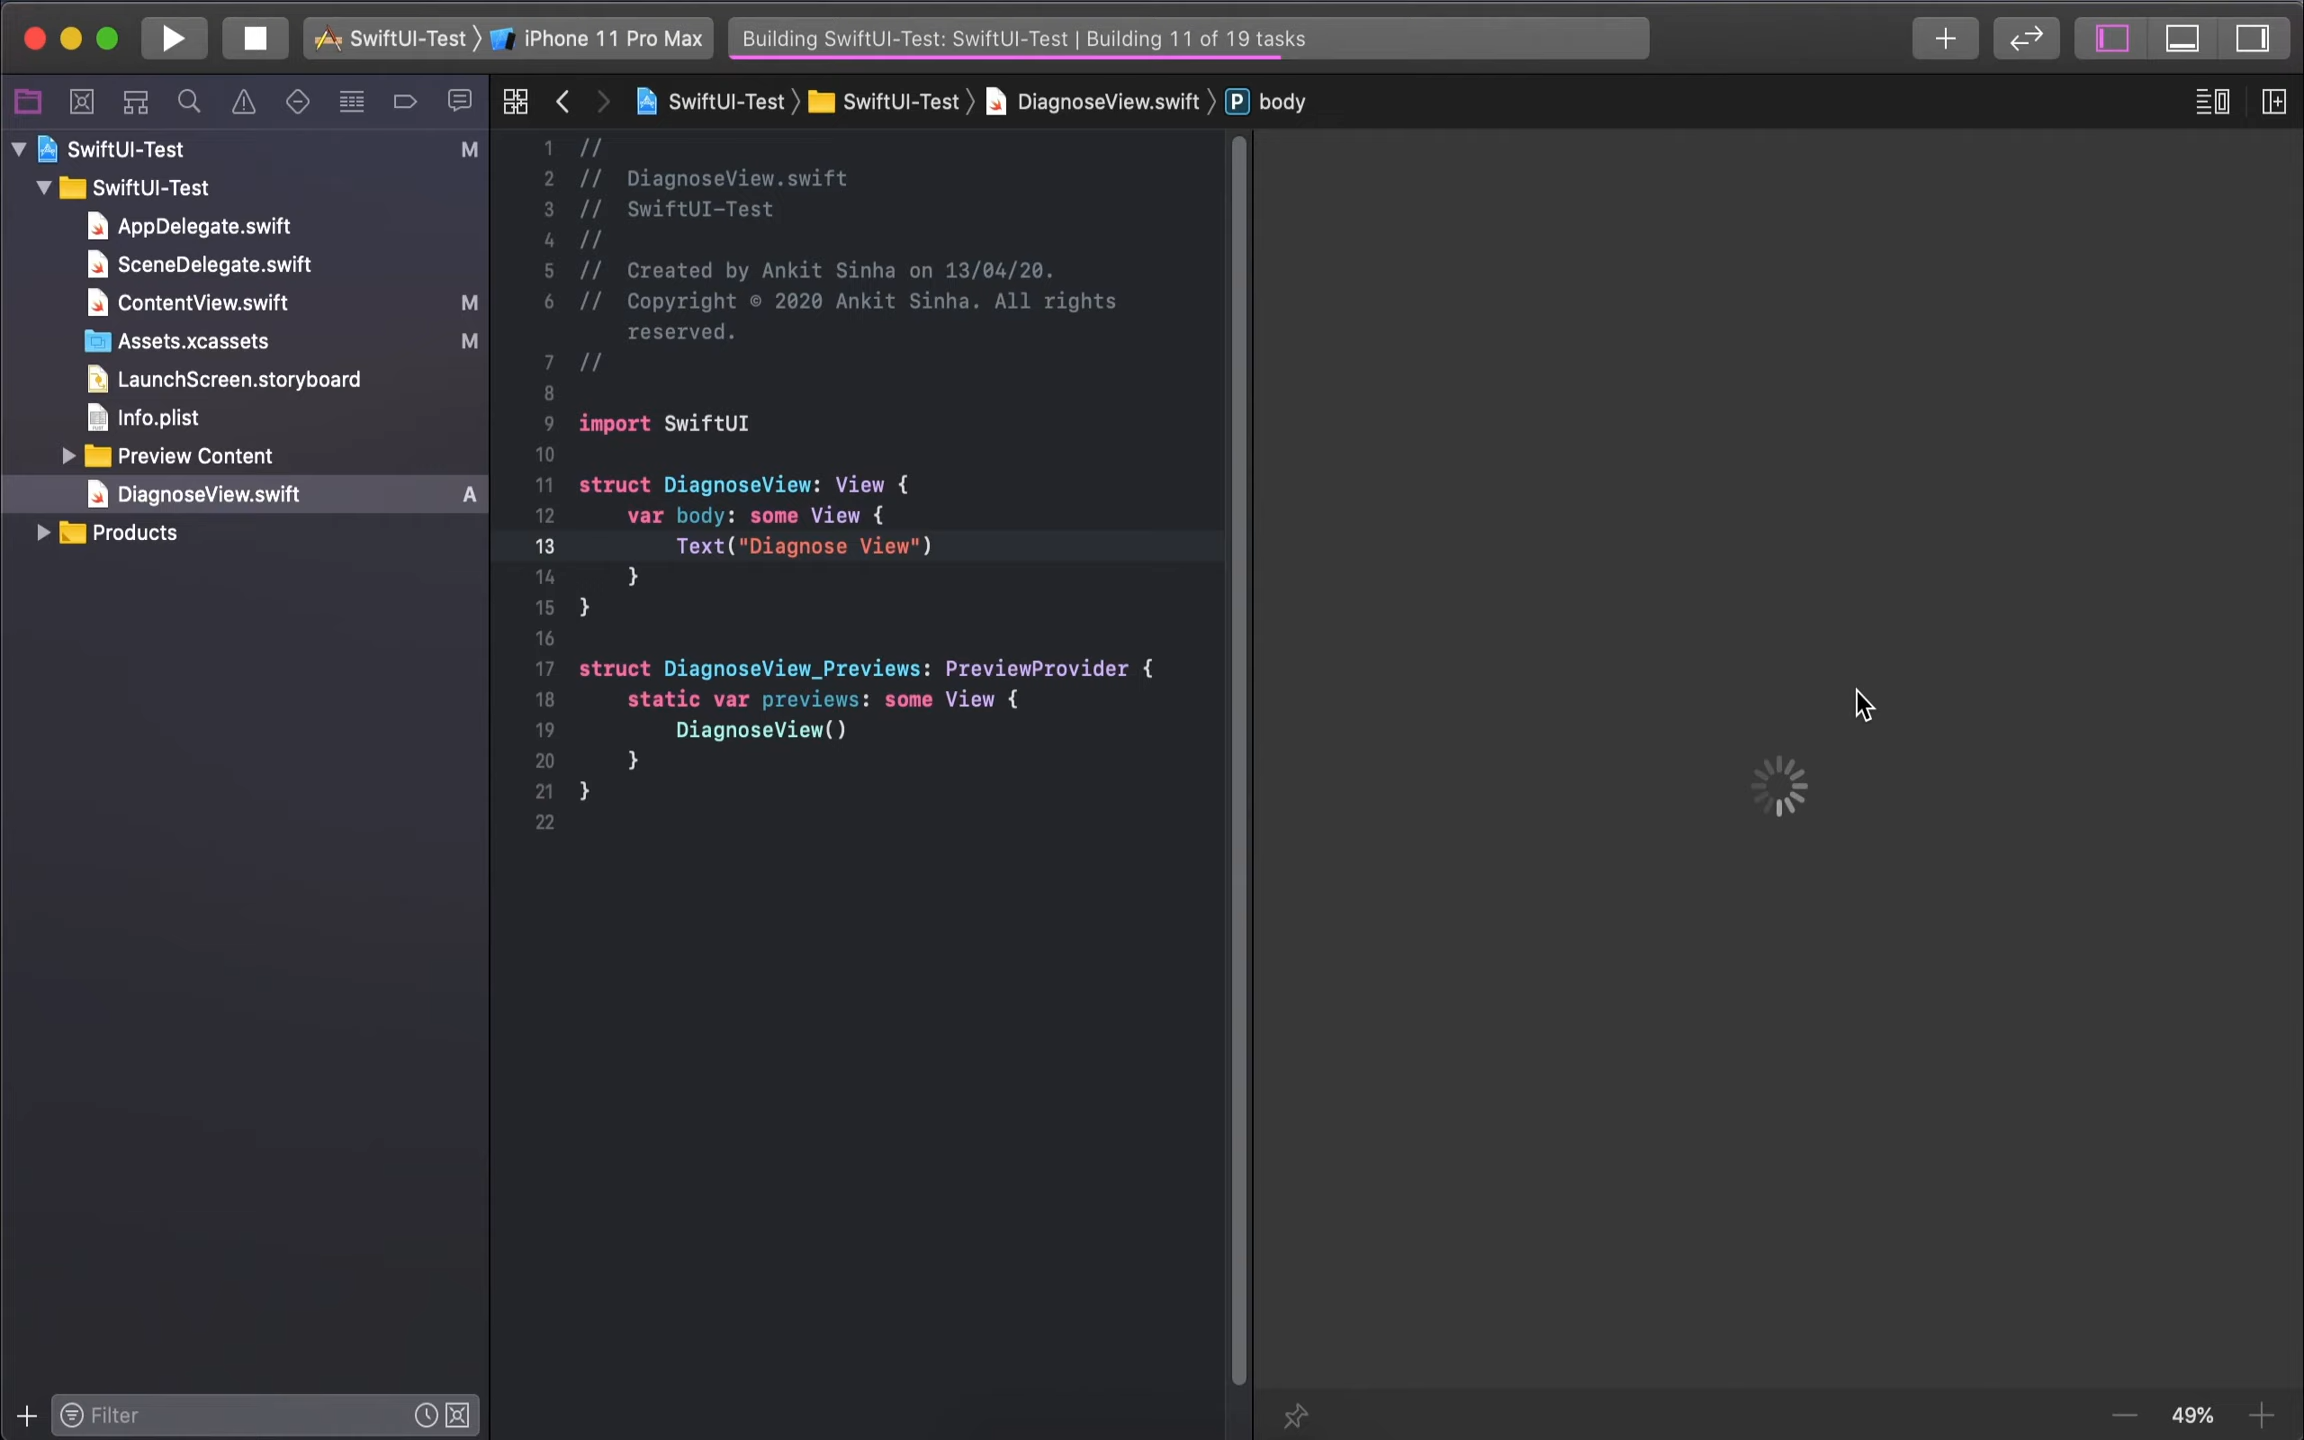 SwiftUI-Test 〉 iPhone 11 Pro Max
Building SwiftUI-Test: SwiftUI-Test | Building 11 of 19 tasks
SwiftUI-Test 〉 SwiftUI-Test 〉 DiagnoseView.swift 〉 P body
SwiftUI-Test M
SwiftUI-Test
AppDelegate.swift
SceneDelegate.swift
ContentView.swift M
Assets.xcassets M
LaunchScreen.storyboard
Info.plist
Preview Content
DiagnoseView.swift A
Products
1 //
2 //  DiagnoseView.swift
3 //  SwiftUI-Test
4 //
5 //  Created by Ankit Sinha on 13/04/20.
6 //  Copyright © 2020 Ankit Sinha. All rights
reserved.
7 //
8
9 import SwiftUI
10
11 struct DiagnoseView: View {
12     var body: some View {
13         Text("Diagnose View")
14     }
15 }
16
17 struct DiagnoseView_Previews: PreviewProvider {
18     static var previews: some View {
19         DiagnoseView()
20     }
21 }
22
Filter
49%